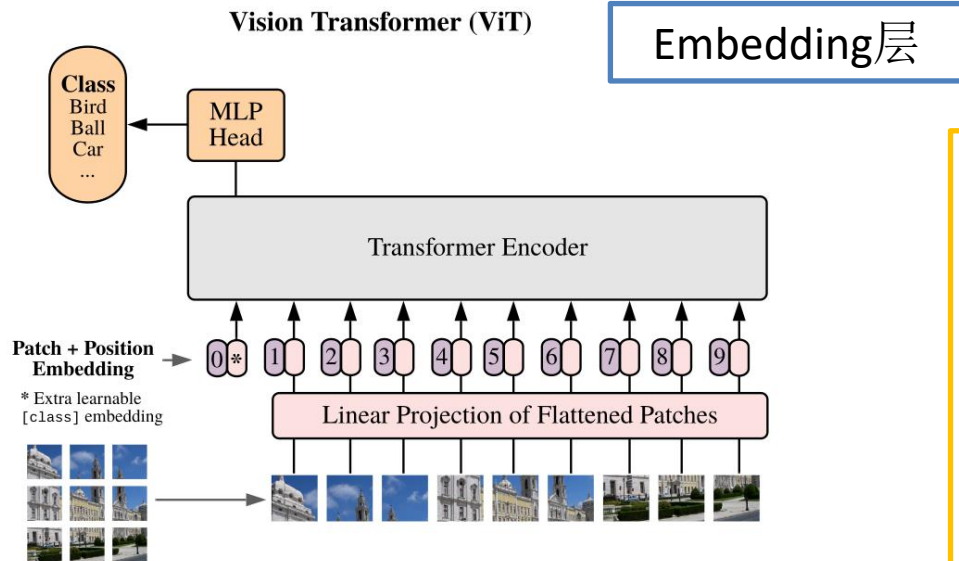 Vision Transformer (ViT)
Embedding层
Class
Bird
Ball
Car
...
MLP
Head
Transformer Encoder
Patch + Position
Embedding
* Extra learnable
[class] embedding
0 * 1 2 3 4 5 6 7 8 9
Linear Projection of Flattened Patches